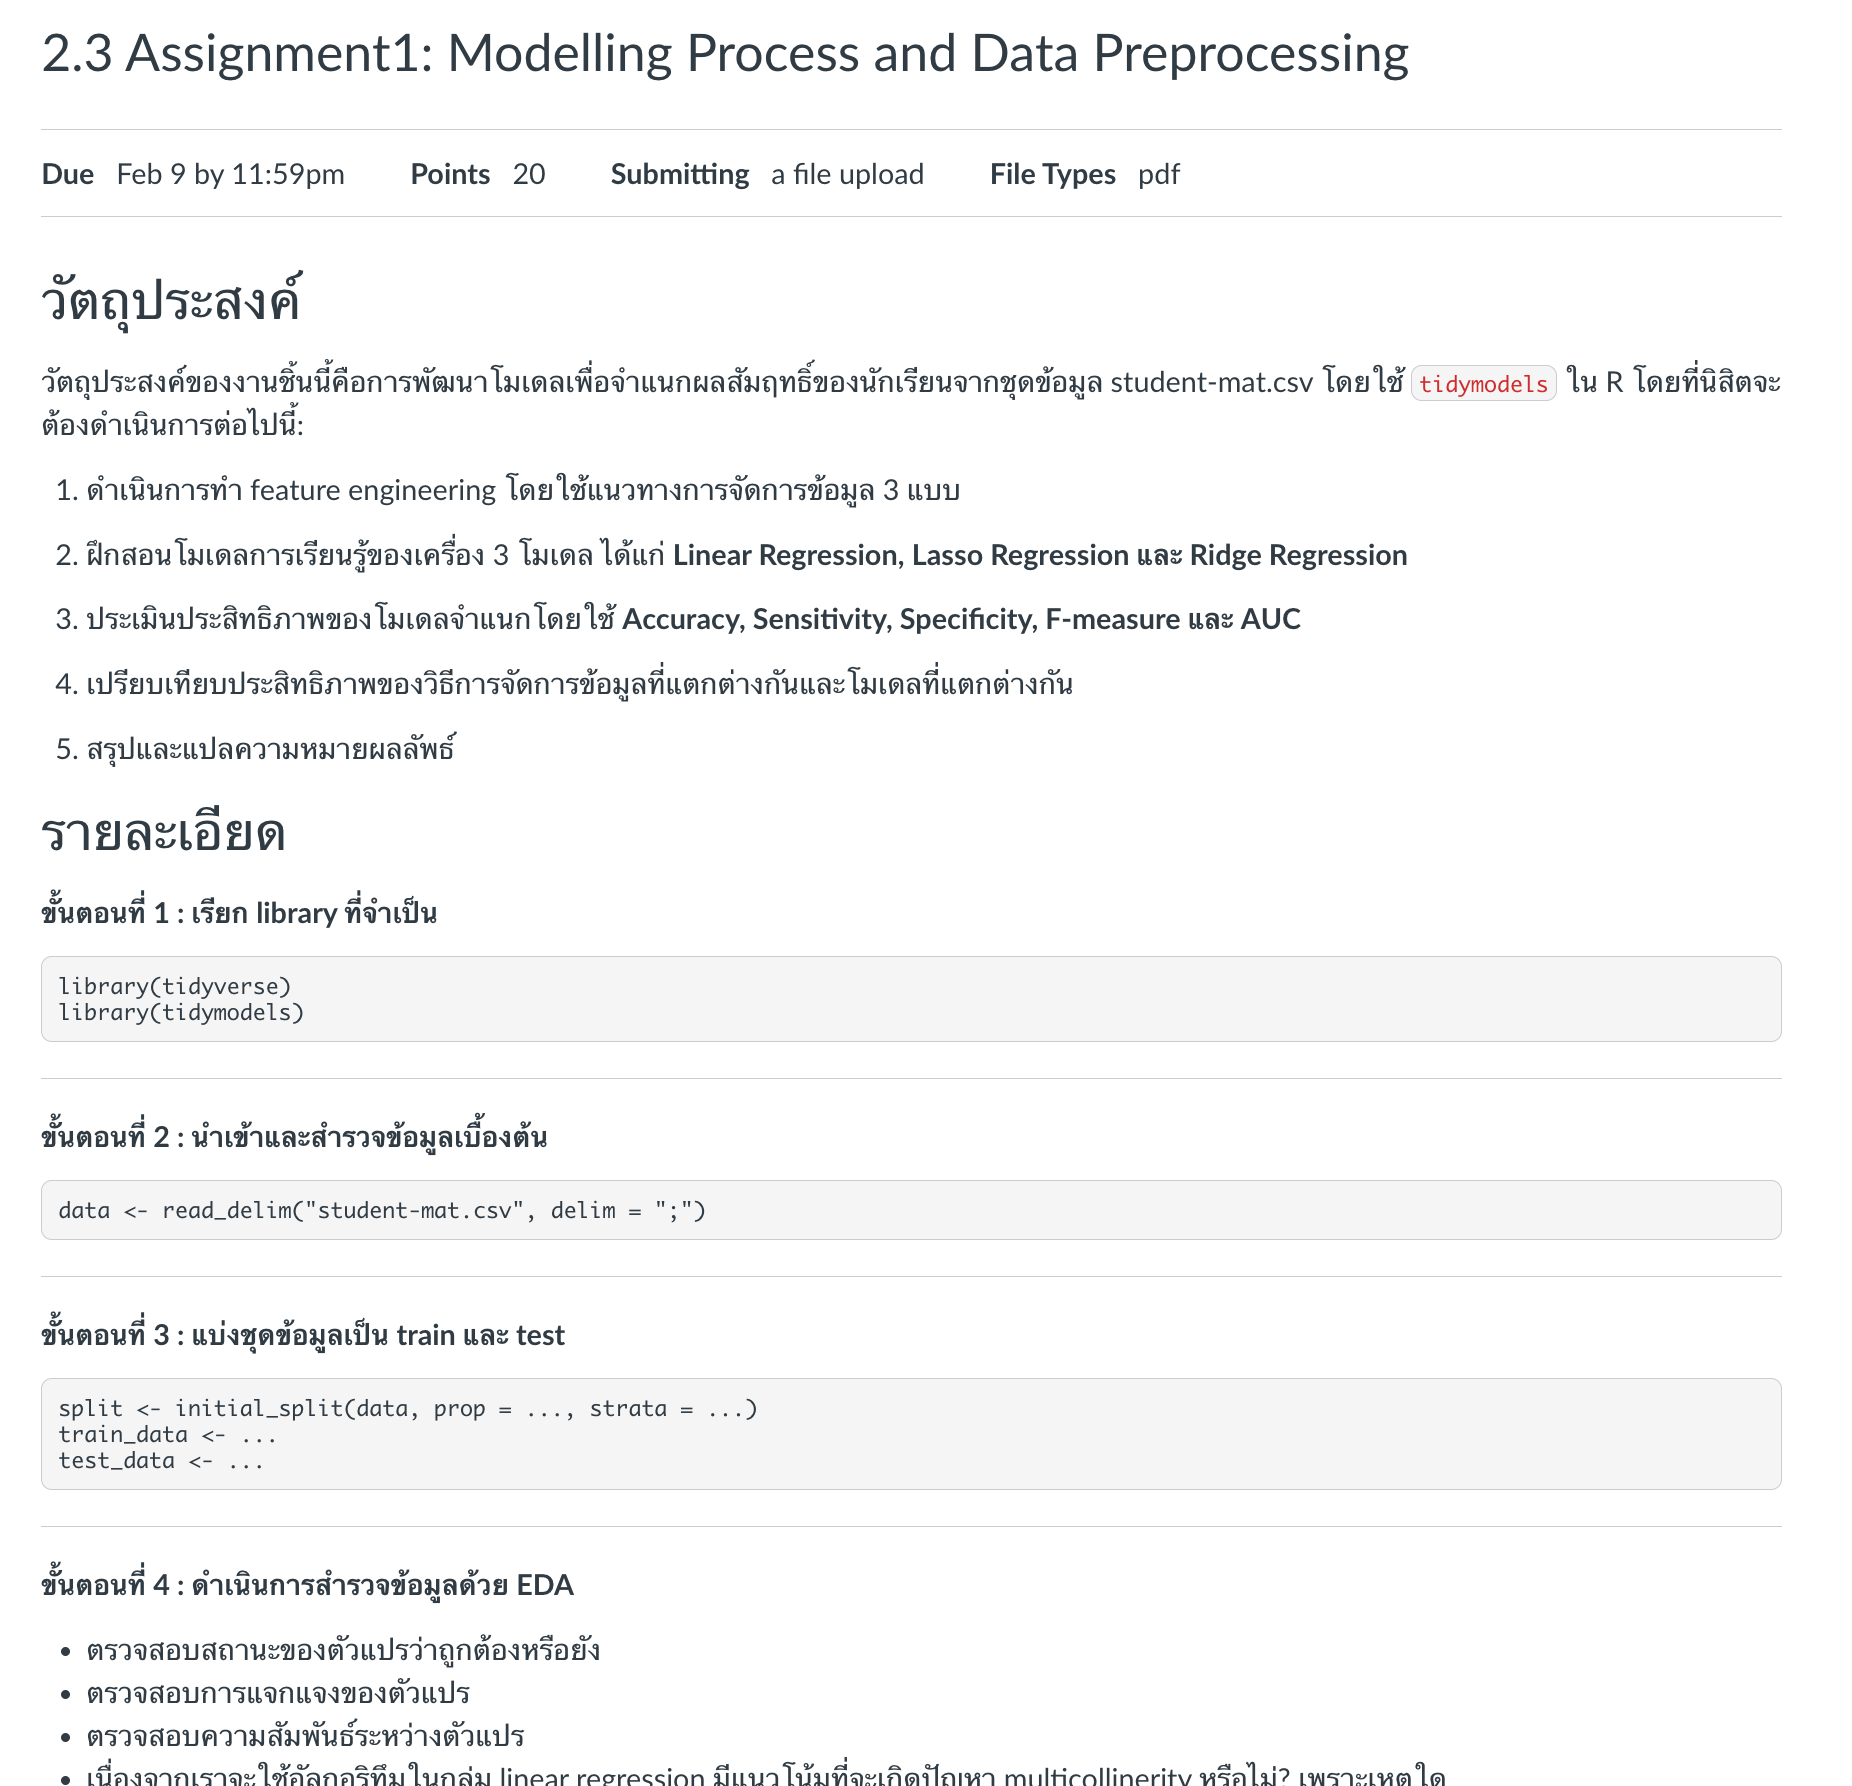 2.3 Assignment1: Modelling Process and Data Preprocessing
Due Feb 9 by 11:59pm Points 20 Submitting a file upload File Types pdf
วัตถุประสงค์
วัตถุประสงค์ของงานชิ้นนี้คือการพัฒนาโมเดลเพื่อจำแนกผลสัมฤทธิ์ของนักเรียนจากชุดข้อมูล student-mat.csv โดยใช้ tidymodels ใน R โดยที่นิสิตจะ
ต้องดำเนินการต่อไปนี้:
1. ดำเนินการทำ feature engineering โดยใช้แนวทางการจัดการข้อมูล 3 แบบ
2. ฝึกสอนโมเดลการเรียนรู้ของเครื่อง 3 โมเดล ได้แก่ Linear Regression, Lasso Regression และ Ridge Regression
3. ประเมินประสิทธิภาพของโมเดลจำแนกโดยใช้ Accuracy, Sensitivity, Specificity, F-measure และ AUC
4. เปรียบเทียบประสิทธิภาพของวิธีการจัดการข้อมูลที่แตกต่างกันและโมเดลที่แตกต่างกัน
5. สรุปและแปลความหมายผลลัพธ์
รายละเอียด
ขั้นตอนที่ 1 : เรียก library ที่จำเป็น
library(tidyverse)
library(tidymodels)
ขั้นตอนที่ 2 : นำเข้าและสำรวจข้อมูลเบื้องต้น
data <- read_delim("student-mat.csv", delim = ";")
ขั้นตอนที่ 3 : แบ่งชุดข้อมูลเป็น train และ test
split <- initial_split(data, prop = ..., strata = ...)
train_data <- ...
test_data <- ...
ขั้นตอนที่ 4 : ดำเนินการสำรวจข้อมูลด้วย EDA
• ตรวจสอบสถานะของตัวแปรว่าถูกต้องหรือยัง
• ตรวจสอบการแจกแจงของตัวแปร
• ตรวจสอบความสัมพันธ์ระหว่างตัวแปร
• เนื่องจากเราจะใช้อัลกอริทึมในกลุ่ม linear regression มีแนวโน้มที่จะเกิดปัญหา multicollinerity หรือไม่? เพราะเหตุใด